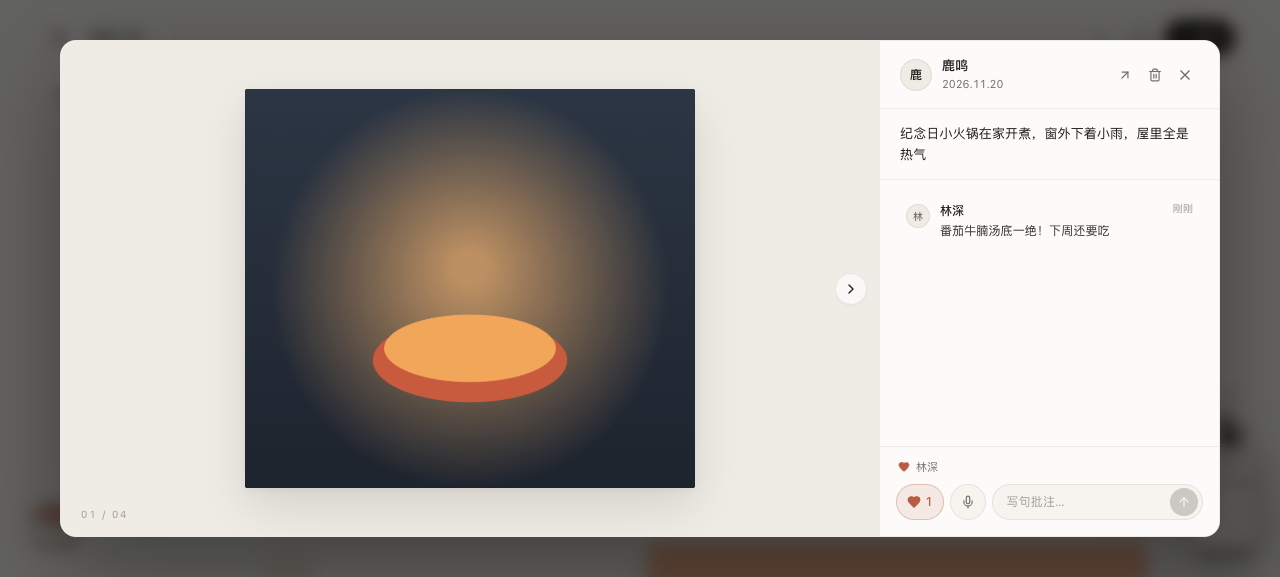 鹿
鹿鸣
2026.11.20
纪念日小火锅在家开煮，窗外下着小雨，屋里全是
热气
林
林深
刚刚
番茄牛腩汤底一绝！下周还要吃
01 / 04
林深
1
写句批注…